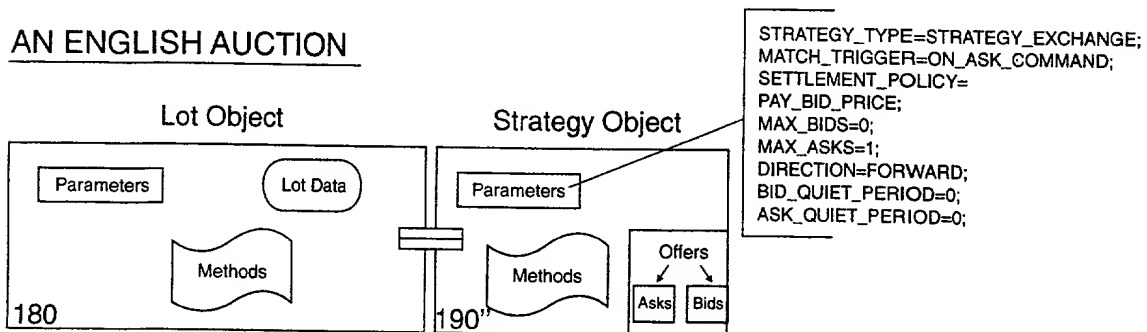 AN ENGLISH AUCTION
STRATEGY_TYPE=STRATEGY_EXCHANGE;
MATCH_TRIGGER=ON_ASK_COMMAND;
SETTLEMENT_POLICY=
PAY_BID_PRICE;
MAX_BIDS=0;
MAX_ASKS=1;
DIRECTION=FORWARD;
BID_QUIET_PERIOD=0;
ASK_QUIET_PERIOD=0;
Lot Object
Strategy Object
Parameters
Lot Data
Parameters
Methods
Methods
Offers
Asks
Bids
180
190"